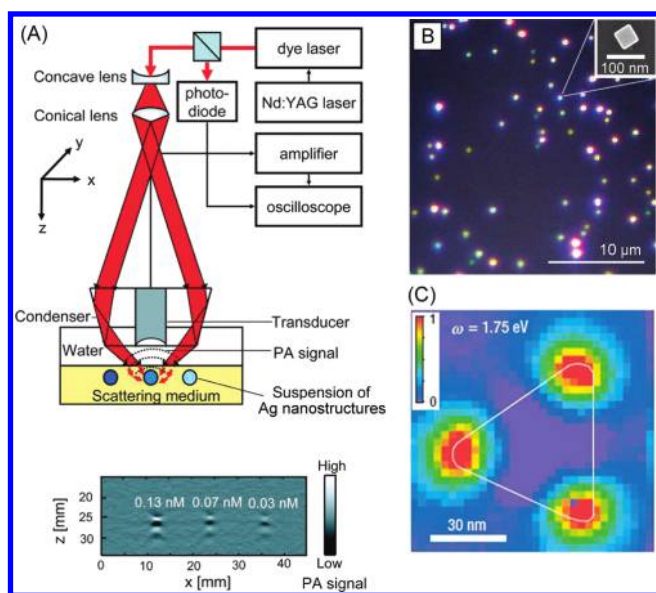 (A)
dye laser
Concave lens
photo-
diode
Nd:YAG laser
Conical lens
amplifier
y
x
z
oscilloscope
Condenser
Transducer
Water
PA signal
Scattering medium
Suspension of
Ag nanostructures
High
0.13 nM 0.07 nM 0.03 nM
15
20
25
30
z [mm]
0 10 20 30 40
x [mm]
Low
PA signal
B
100 nm
10 μm
(C)
1
0
ω = 1.75 eV
30 nm